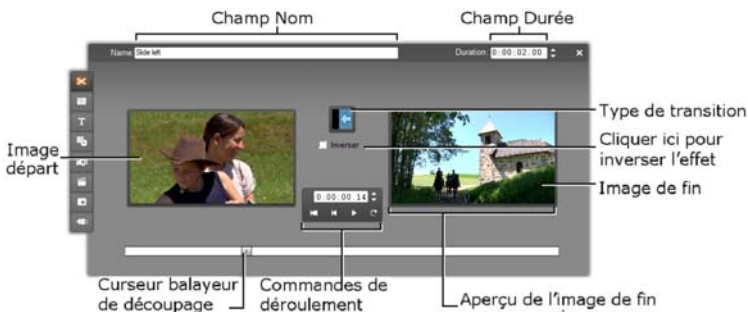 Champ Nom
Champ Durée
Name: Slide left
Duration: 0:00:02.00
Type de transition
Inverser
Cliquer ici pour
inverser l'effet
Image
départ
Image de fin
0:00:00.14
Curseur balayeur
de découpage
Commandes de
déroulement
Aperçu de l'image de fin